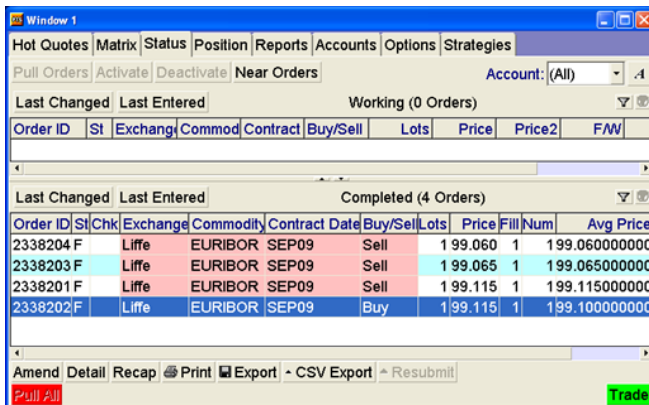 Window 1
Hot Quotes Matrix Status Position Reports Accounts Options Strategies
Pull Orders Activate Deactivate Near Orders Account: (All) A
Last Changed Last Entered Working (0 Orders)
Order ID St Exchang Commod Contract Buy/Sell Lots Price Price2 F/W
Last Changed Last Entered Completed (4 Orders)
Order ID St Chk Exchange Commodity Contract Date Buy/Sell Lots Price Fill Num Avg Price
2338204 F Liffe EURIBOR SEP09 Sell 1 99.060 1 1 99.060000000
2338203 F Liffe EURIBOR SEP09 Sell 1 99.065 1 1 99.065000000
2338201 F Liffe EURIBOR SEP09 Sell 1 99.115 1 1 99.115000000
2338202 F Liffe EURIBOR SEP09 Buy 1 99.115 1 1 99.100000000
Amend Detail Recap Print Export CSV Export Resubmit
Pull All Trade